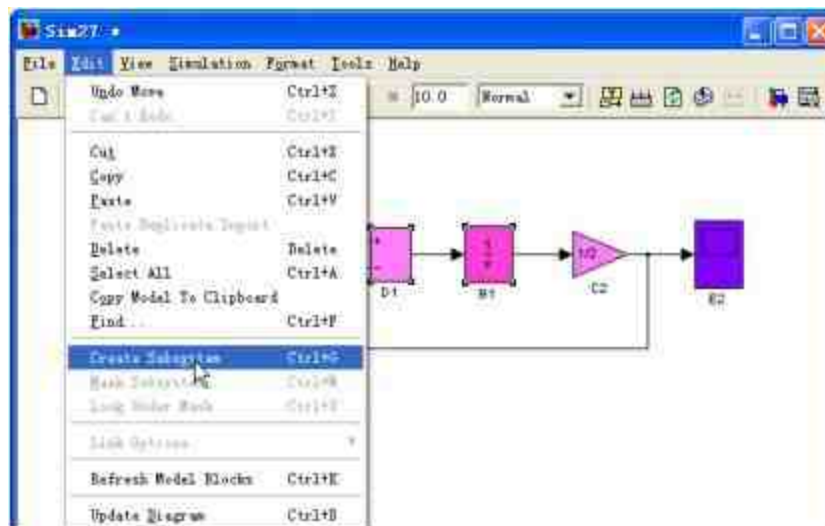 Sim27 *
File Edit View Simulation Format Tools Help
10.0 Normal
Undo Move Ctrl+Z
Can't Redo
Cut Ctrl+X
Copy Ctrl+C
Paste Ctrl+V
Paste Duplicate Inport
Delete Delete
Select All Ctrl+A
Copy Model To Clipboard
Find... Ctrl+F
Create Subsystem Ctrl+G
Mask Subsystem Ctrl+M
Look Under Mask Ctrl+U
Link Options
Refresh Model Blocks Ctrl+K
Update Diagram Ctrl+D
+
−
D1
1
s
1/2
C2
E2